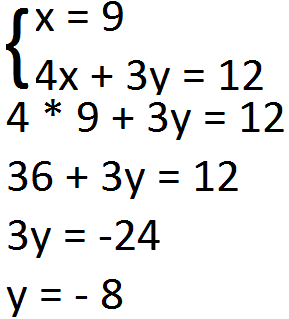 x = 9
4x + 3y = 12
4 * 9 + 3y = 12
36 + 3y = 12
3y = -24
y = - 8